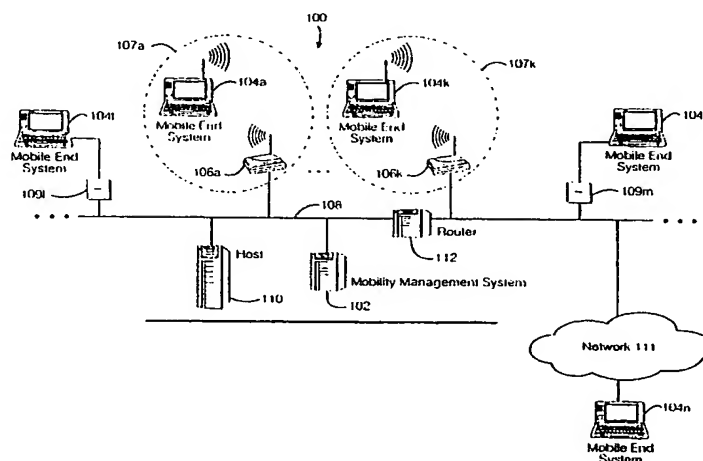 100
107a
107k
104a
104k
Mobile End
System
Mobile End
System
104l
Mobile End
System
104
Mobile End
System
106a
106k
109l
109m
108
Router
112
Host
110
Mobility Management System
102
Network 111
104n
Mobile End
System